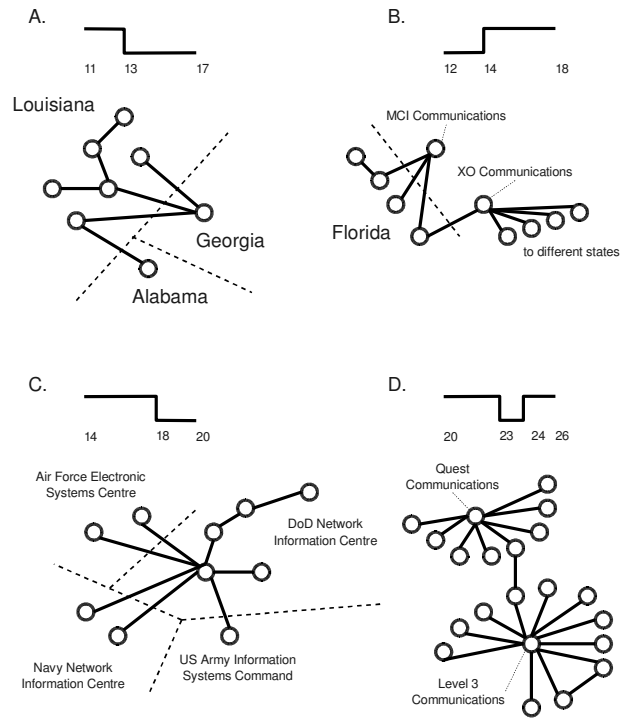 A.
11 13 17
Louisiana
Georgia
Alabama
B.
12 14 18
MCI Communications
XO Communications
Florida
to different states
C.
14 18 20
Air Force Electronic
Systems Centre
DoD Network
Information Centre
Navy Network
Information Centre
US Army Information
Systems Command
D.
20 23 24 26
Quest
Communications
Level 3
Communications